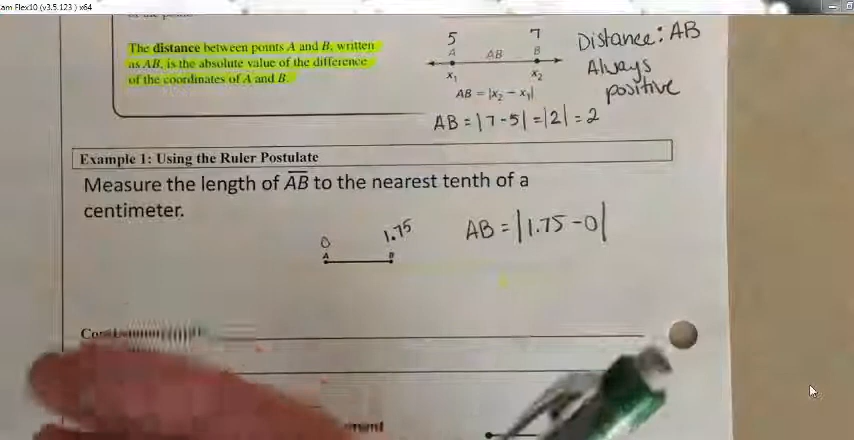 am Flex10 (v3.5.123 ) x64
The distance between points A and B, written
as AB, is the absolute value of the difference
of the coordinates of A and B.
5 7
A AB B
x₁ x₂
AB = |x₂ − x₁|
AB = |7-5| = |2| = 2
Distance: AB
Always
positive
Example 1: Using the Ruler Postulate
Measure the length of A̅B̅ to the nearest tenth of a
centimeter.
0 1.75
A B
AB = |1.75 - 0|